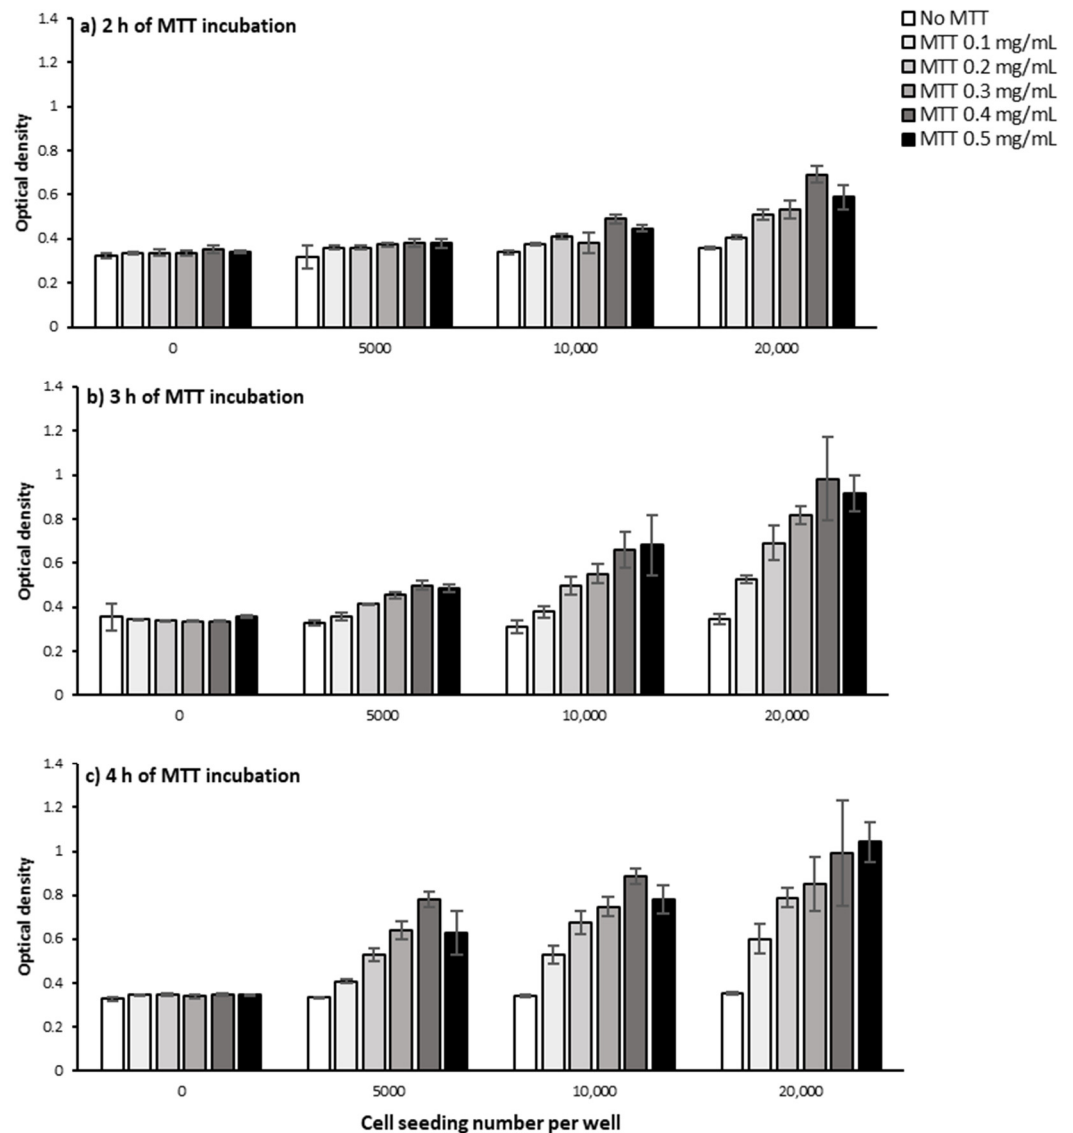 a) 2 h of MTT incubation
No MTT
MTT 0.1 mg/mL
MTT 0.2 mg/mL
MTT 0.3 mg/mL
MTT 0.4 mg/mL
MTT 0.5 mg/mL
Optical density
1.4
1.2
1
0.8
0.6
0.4
0.2
0
0 5000 10,000 20,000
b) 3 h of MTT incubation
Optical density
1.4
1.2
1
0.8
0.6
0.4
0.2
0
0 5000 10,000 20,000
c) 4 h of MTT incubation
Optical density
1.4
1.2
1
0.8
0.6
0.4
0.2
0
0 5000 10,000 20,000
Cell seeding number per well